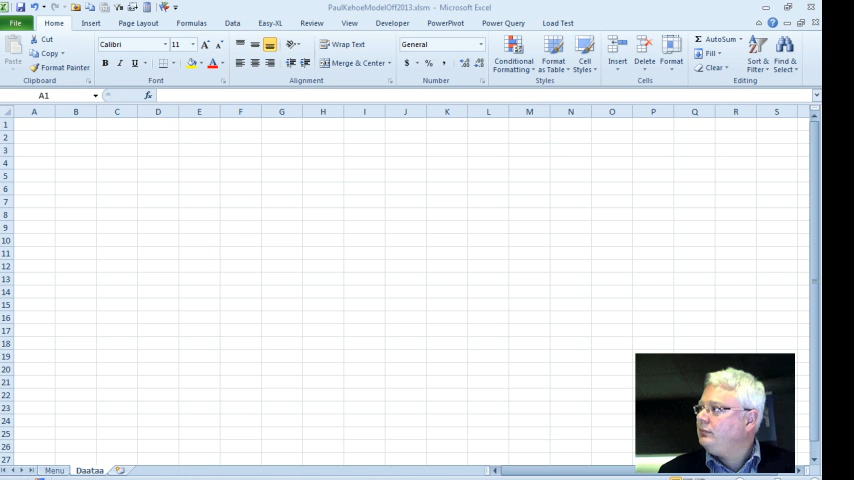 PaulKehoeModelOff2013.xlsm - Microsoft Excel
File Home Insert Page Layout Formulas Data Easy-XL Review View Developer PowerPivot Power Query Load Test
Paste Cut Copy Format Painter Clipboard
Calibri 11 B I U A A A Font
Wrap Text Merge & Center Alignment
General $ % , Number
Conditional Formatting Format as Table Cell Styles Styles
Insert Delete Format Cells
Σ AutoSum Fill Clear Sort & Filter Find & Select Editing
A1 fx
A B C D E F G H I J K L M N O P Q R S
1
2
3
4
5
6
7
8
9
10
11
12
13
14
15
16
17
18
19
20
21
22
23
24
25
26
27
Menu Daataa